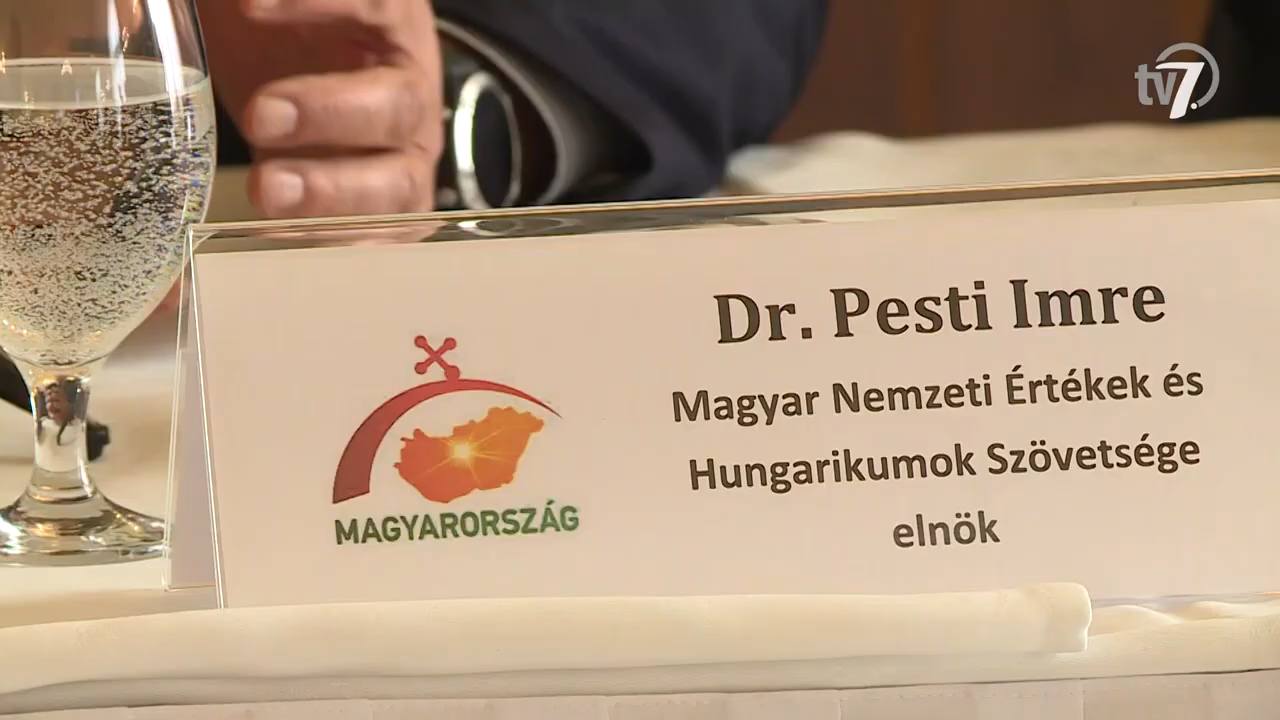 tv7.
Dr. Pesti Imre
Magyar Nemzeti Értékek és
Hungarikumok Szövetsége
elnök
MAGYARORSZÁG